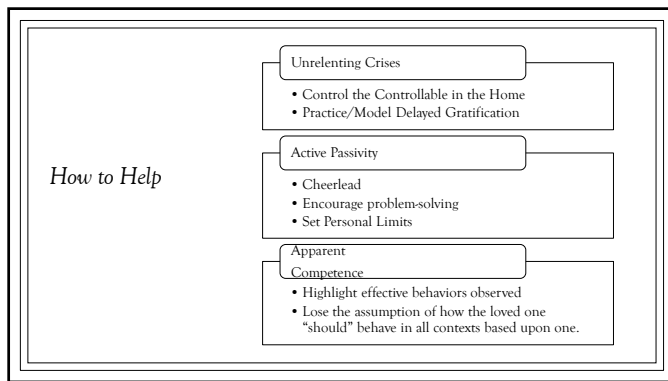 How to Help
Unrelenting Crises
• Control the Controllable in the Home
• Practice/Model Delayed Gratification
Active Passivity
• Cheerlead
• Encourage problem-solving
• Set Personal Limits
Apparent
Competence
• Highlight effective behaviors observed
• Lose the assumption of how the loved one
“should” behave in all contexts based upon one.